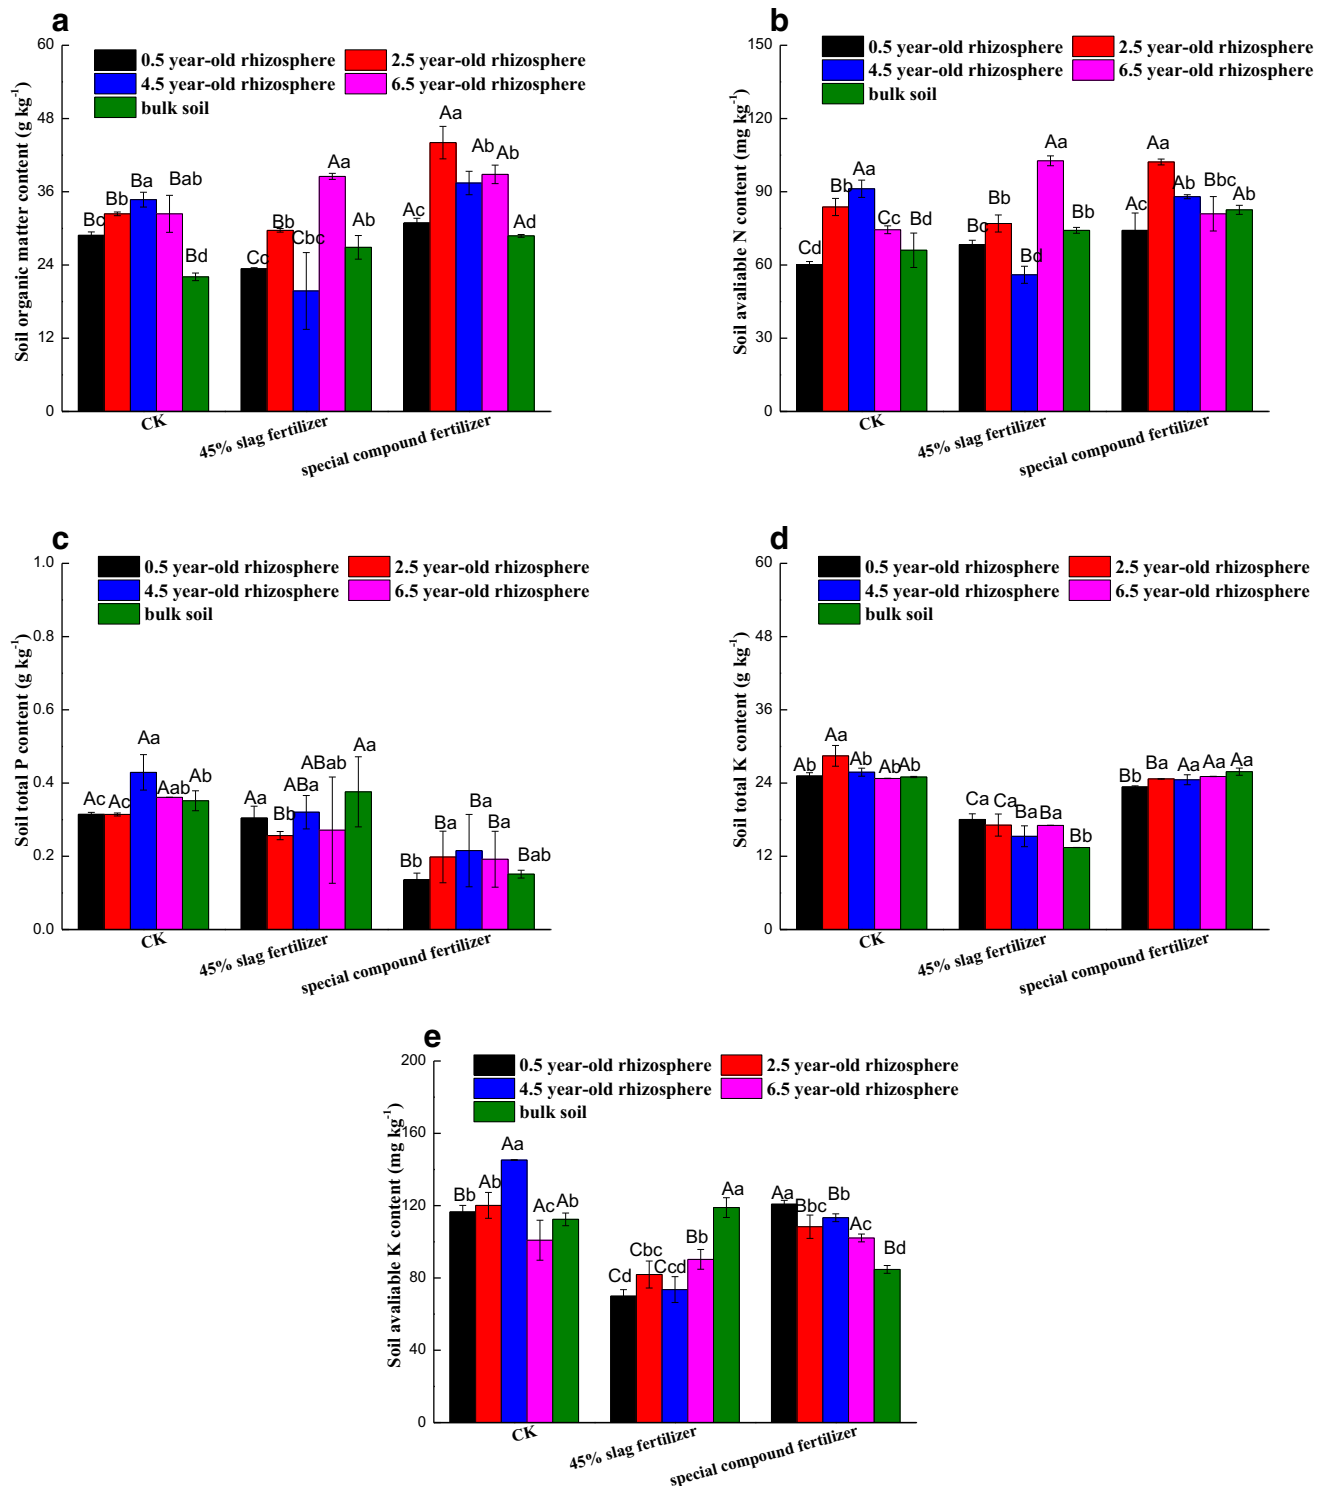 a
60
48
36
24
12
0
Soil organic matter content (g kg-1)
0.5 year-old rhizosphere 2.5 year-old rhizosphere
4.5 year-old rhizosphere 6.5 year-old rhizosphere
bulk soil
Bc Bb Ba Bab Bd
Cc Bb Cbc Aa Ab
Ac Aa Ab Ab Ad
CK
45% slag fertilizer
special compound fertilizer
b
150
120
90
60
30
0
Soil avaliable N content (mg kg-1)
0.5 year-old rhizosphere 2.5 year-old rhizosphere
4.5 year-old rhizosphere 6.5 year-old rhizosphere
bulk soil
Cd Bb Aa Cc Bd
Bc Bb Bd Aa Bb
Ac Aa Ab Bbc Ab
CK
45% slag fertilizer
special compound fertilizer
c
1.0
0.8
0.6
0.4
0.2
0.0
Soil total P content (g kg-1)
0.5 year-old rhizosphere 2.5 year-old rhizosphere
4.5 year-old rhizosphere 6.5 year-old rhizosphere
bulk soil
Ac Ac Aa Aab Ab
Aa Bb ABa ABab Aa
Bb Ba Ba Ba Bab
CK
45% slag fertilizer
special compound fertilizer
d
60
48
36
24
12
0
Soil total K content (g kg-1)
0.5 year-old rhizosphere 2.5 year-old rhizosphere
4.5 year-old rhizosphere 6.5 year-old rhizosphere
bulk soil
Ab Aa Ab Ab Ab
Ca Ca Ba Ba Bb
Bb Ba Aa Aa Aa
CK
45% slag fertilizer
special compound fertilizer
e
200
160
120
80
40
0
Soil avaliable K content (mg kg-1)
0.5 year-old rhizosphere 2.5 year-old rhizosphere
4.5 year-old rhizosphere 6.5 year-old rhizosphere
bulk soil
Bb Ab Aa Ac Ab
Cd Cbc Ccd Bb Aa
Aa Bbc Bb Ac Bd
CK
45% slag fertilizer
special compound fertilizer